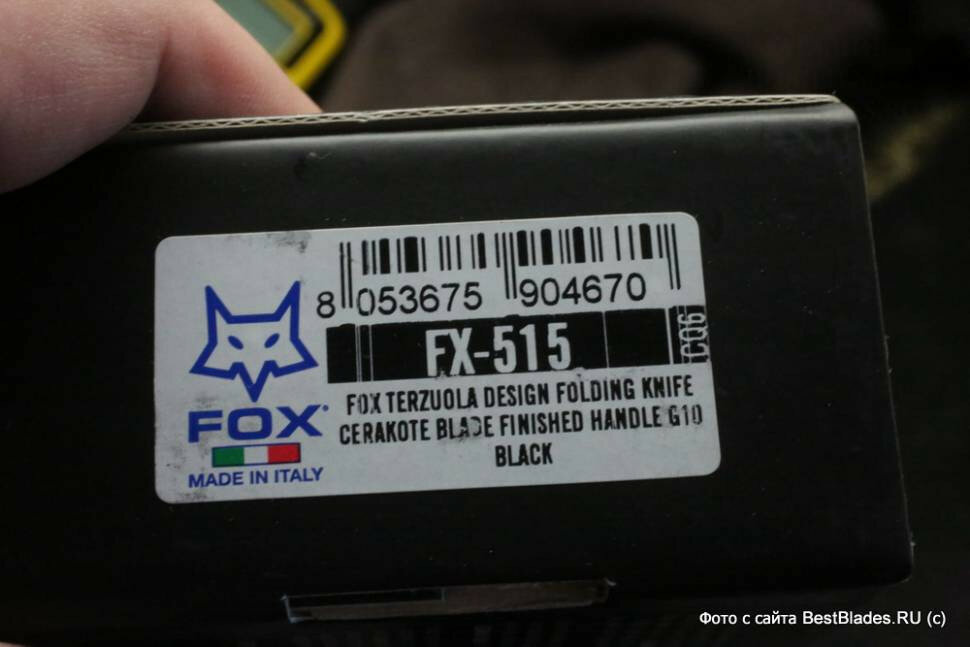 8 053675 904670
FX-515
CQ6
FOX TERZUOLA DESIGN FOLDING KNIFE
CERAKOTE BLADE FINISHED HANDLE G10
BLACK
FOX
MADE IN ITALY
Фото с сайта BestBlades.RU (c)